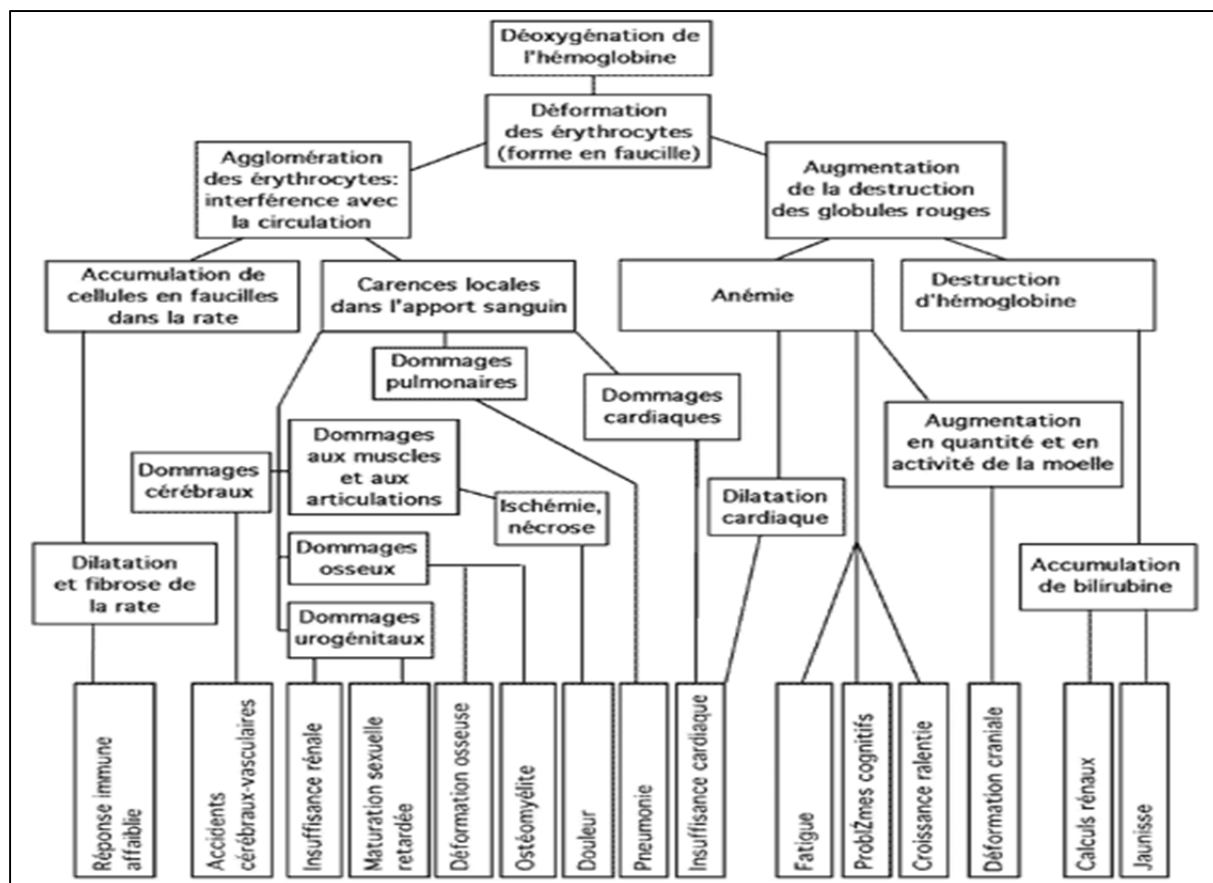 Déoxygénation de
l'hémoglobine
Déformation
des érythrocytes
(forme en faucille)
Agglomération
des érythrocytes:
interférence avec
la circulation
Augmentation
de la destruction
des globules rouges
Accumulation de
cellules en faucilles
dans la rate
Carences locales
dans l'apport sanguin
Anémie
Destruction
d'hémoglobine
Dommages
pulmonaires
Dommages
cardiaques
Augmentation
en quantité et en
activité de la moelle
Dommages
cérébraux
Dommages
aux muscles
et aux
articulations
Ischémie,
nécrose
Dilatation
cardiaque
Dilatation
et fibrose de
la rate
Dommages
osseux
Accumulation
de bilirubine
Dommages
urogénitaux
Réponse immune
affaiblie
Accidents
cérébraux-vasculaires
Insuffisance rénale
Maturation sexuelle
retardée
Déformation osseuse
Ostéomyélite
Douleur
Pneumonie
Insuffisance cardiaque
Fatigue
ProblŽmes cognitifs
Croissance ralentie
Déformation craniale
Calculs rénaux
Jaunisse